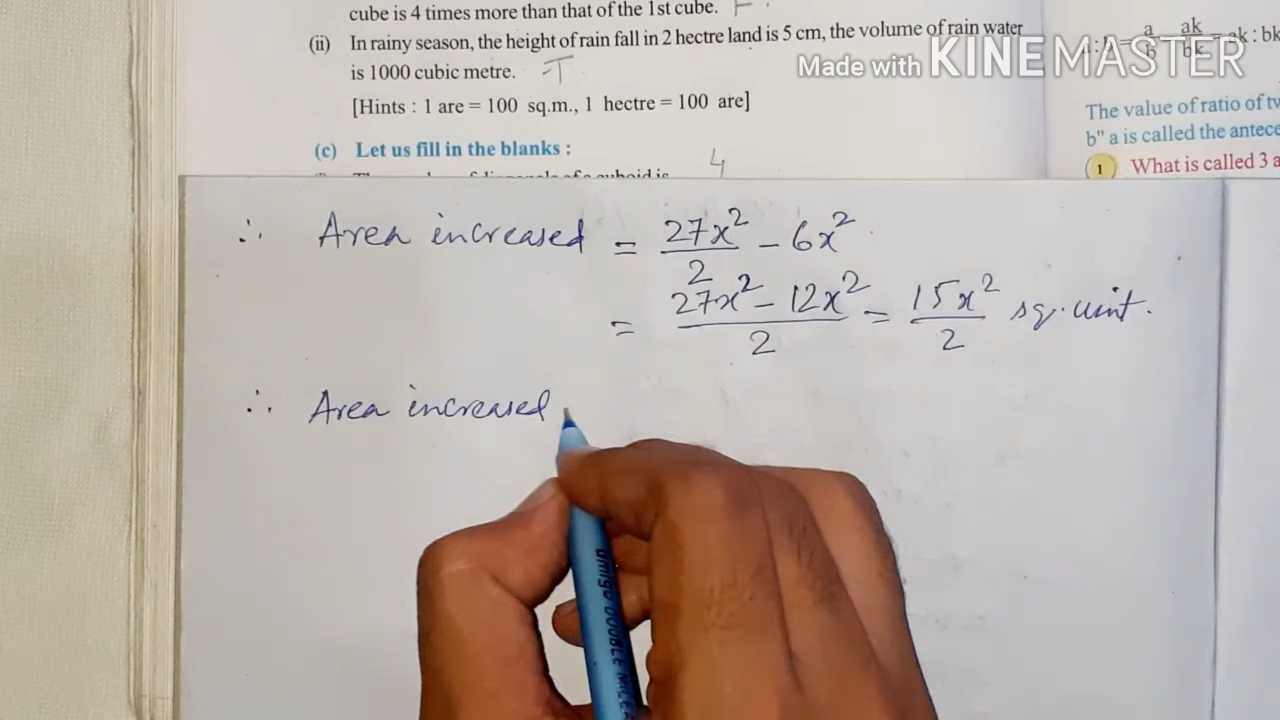 cube is 4 times more than that of the 1st cube. F
(ii) In rainy season, the height of rain fall in 2 hectre land is 5 cm, the volume of rain water
is 1000 cubic metre. T
[Hints : 1 are = 100 sq.m., 1 hectre = 100 are]
(c) Let us fill in the blanks :
4
∴ Area increased = 27x²/2 - 6x²
= (27x² - 12x²)/2 = 15x²/2 sq. unit.
∴ Area increased
ak : bk
The value of ratio of
b" a is called the
1 What is called 3 a
Made with KINEMASTER